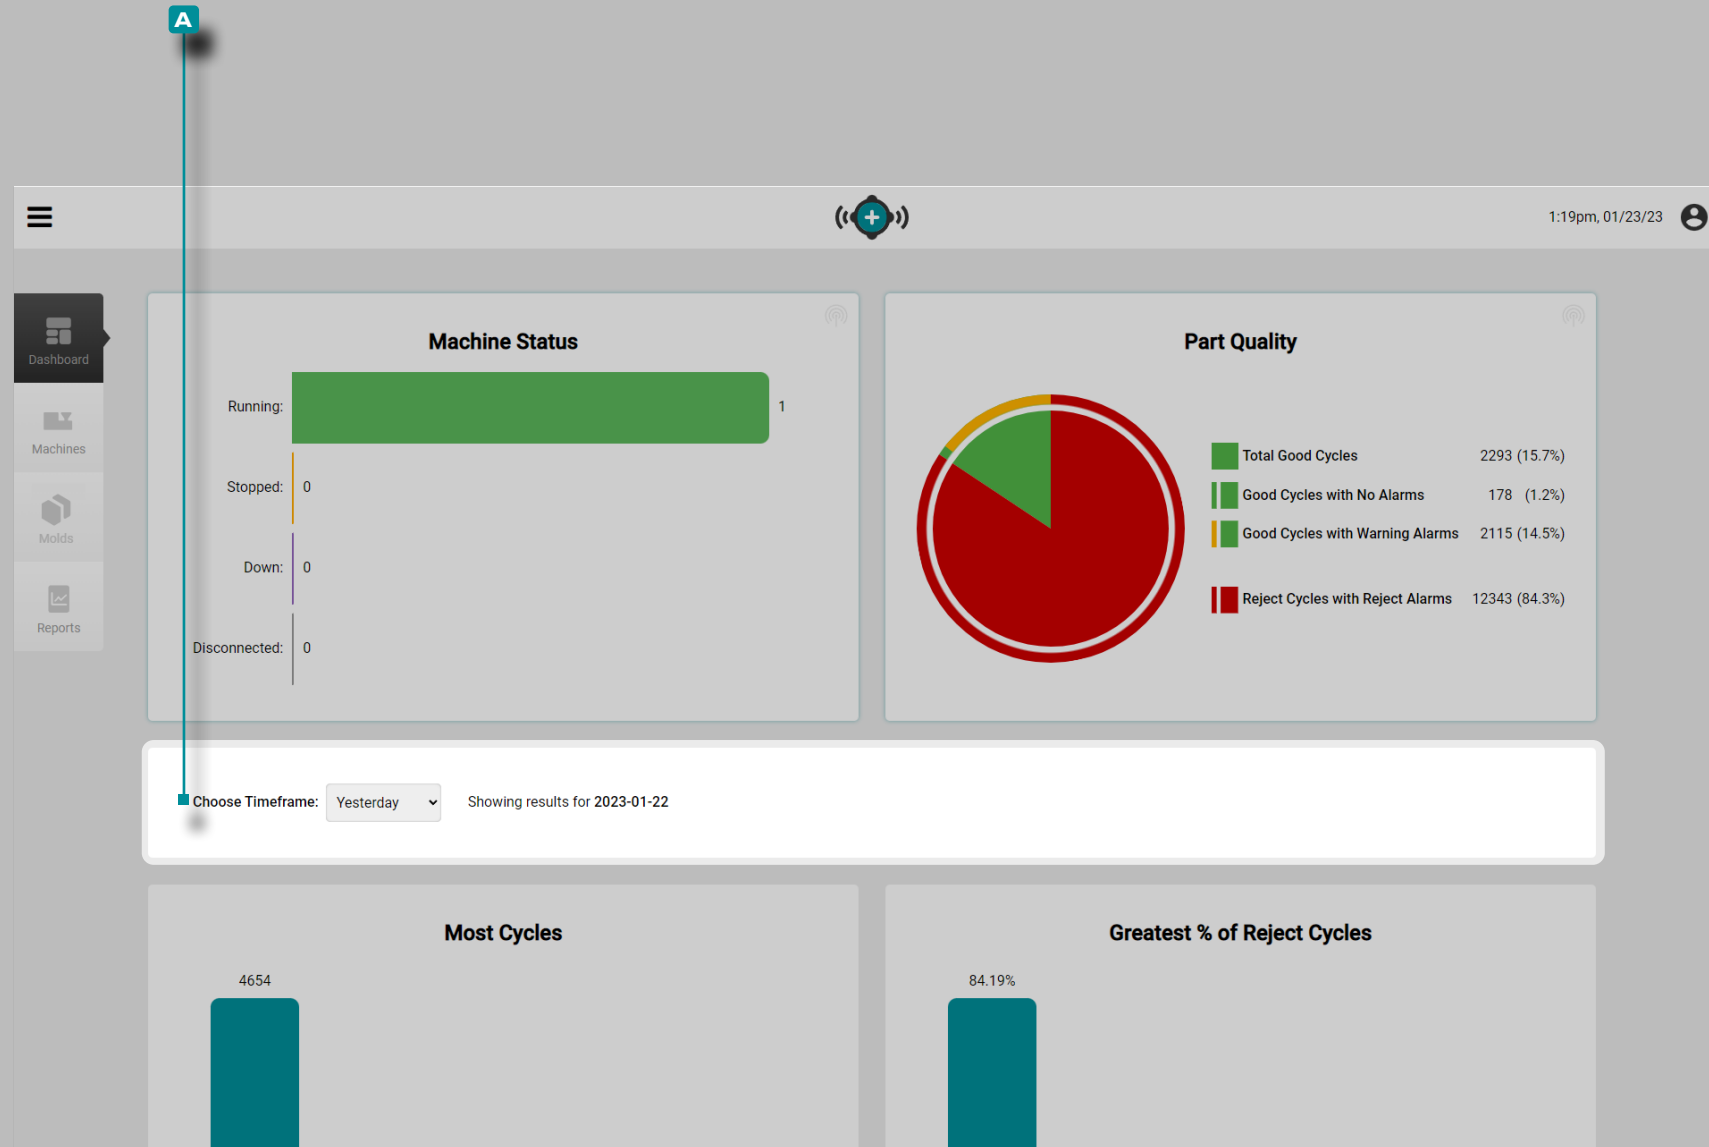 A
1:19pm, 01/23/23
Dashboard
Machines
Molds
Reports
Machine Status
Running: 1
Stopped: 0
Down: 0
Disconnected: 0
Part Quality
Total Good Cycles 2293 (15.7%)
Good Cycles with No Alarms 178 (1.2%)
Good Cycles with Warning Alarms 2115 (14.5%)
Reject Cycles with Reject Alarms 12343 (84.3%)
Choose Timeframe: Yesterday Showing results for 2023-01-22
Most Cycles
4654
Greatest % of Reject Cycles
84.19%